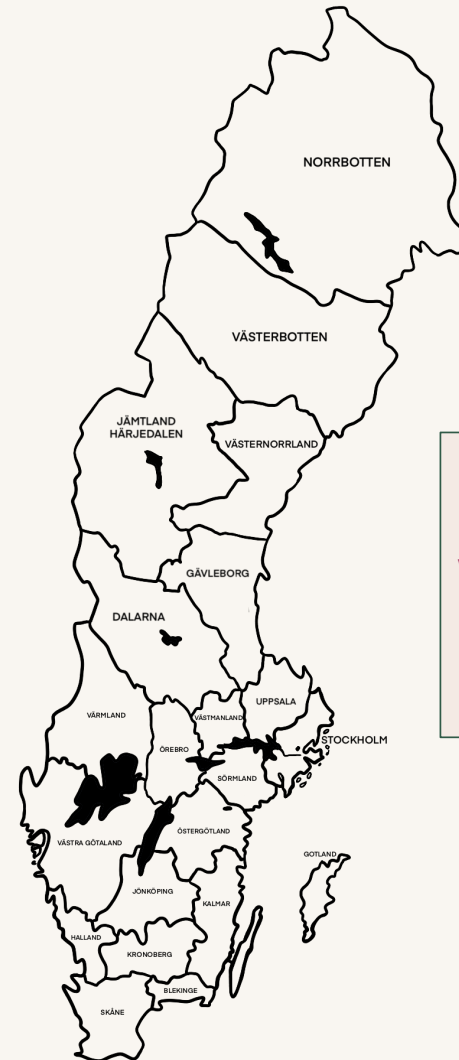 NORRBOTTEN
VÄSTERBOTTEN
JÄMTLAND
HÄRJEDALEN
VÄSTERNORRLAND
GÄVLEBORG
DALARNA
UPPSALA
VÄRMLAND
VÄSTMANLAND
STOCKHOLM
ÖREBRO
SÖRMLAND
ÖSTERGÖTLAND
VÄSTRA GÖTALAND
GOTLAND
JÖNKÖPING
KALMAR
HALLAND
KRONOBERG
BLEKINGE
SKÅNE